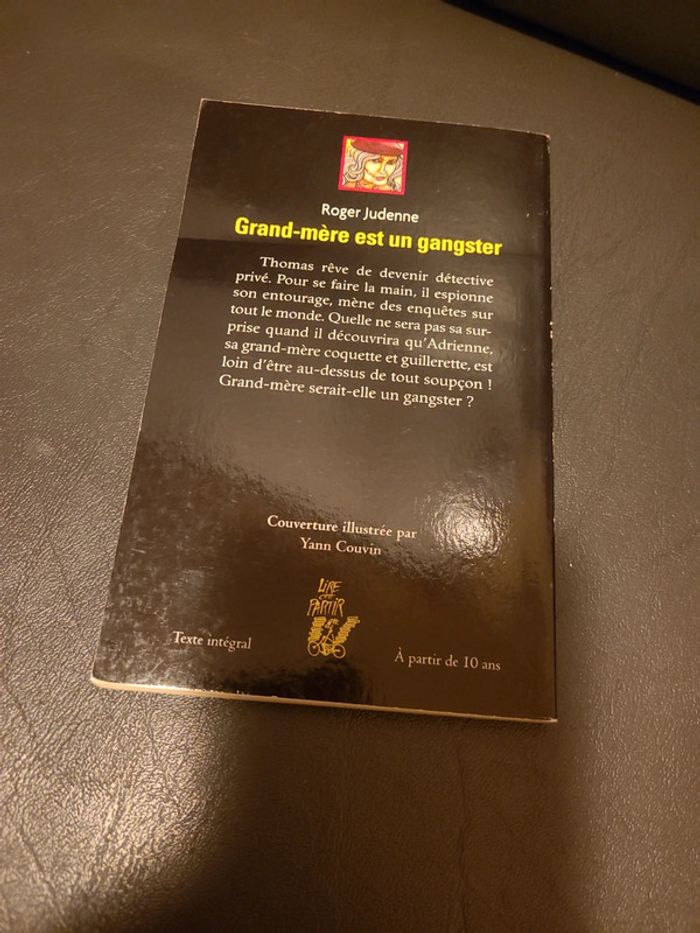 Roger Judenne
Grand-mère est un gangster
Thomas rêve de devenir détective
privé. Pour se faire la main, il espionne
son entourage, mène des enquêtes sur
tout le monde. Quelle ne sera pas sa sur-
prise quand il découvrira qu'Adrienne,
sa grand-mère coquette et guillerette, est
loin d'être au-dessus de tout soupçon !
Grand-mère serait-elle un gangster ?
Couverture illustrée par
Yann Couvin
LIRE
c'est
PARTIR
Texte intégral
À partir de 10 ans